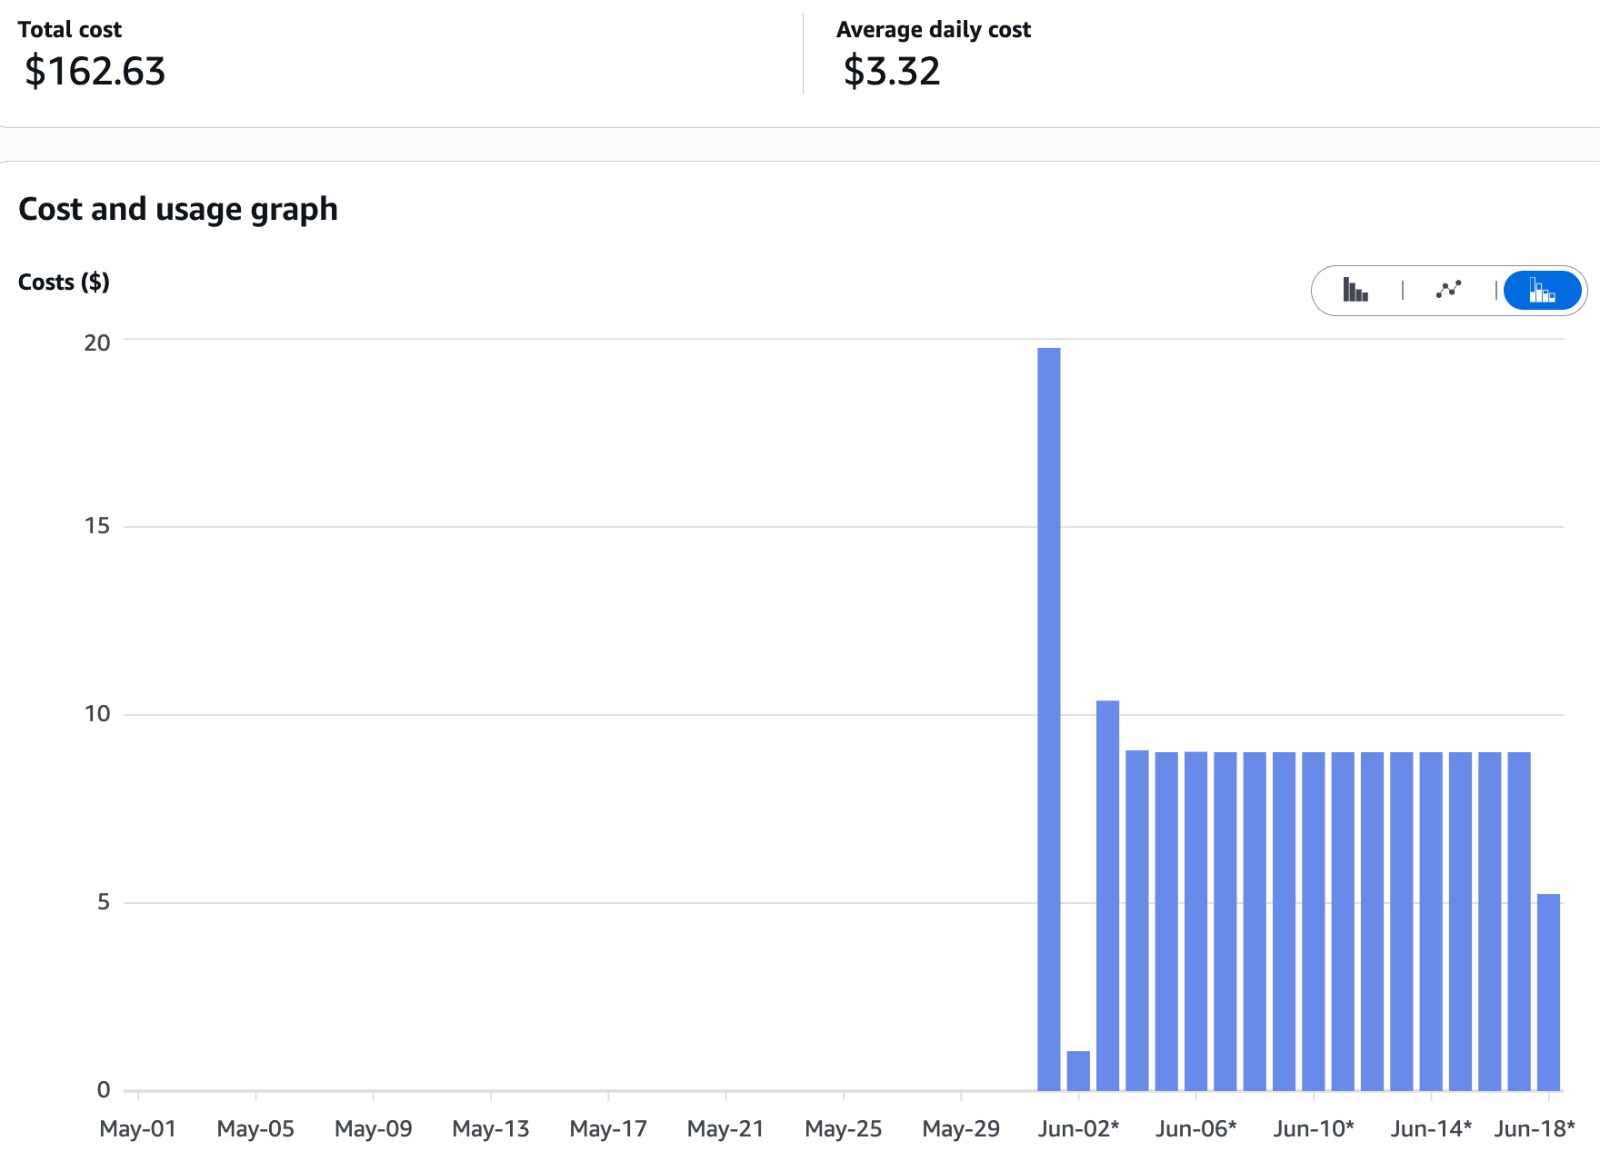 Total cost
$162.63
Average daily cost
$3.32
Cost and usage graph
Costs ($)
20
15
10
5
0
May-01 May-05 May-09 May-13 May-17 May-21 May-25 May-29 Jun-02* Jun-06* Jun-10* Jun-14* Jun-18*